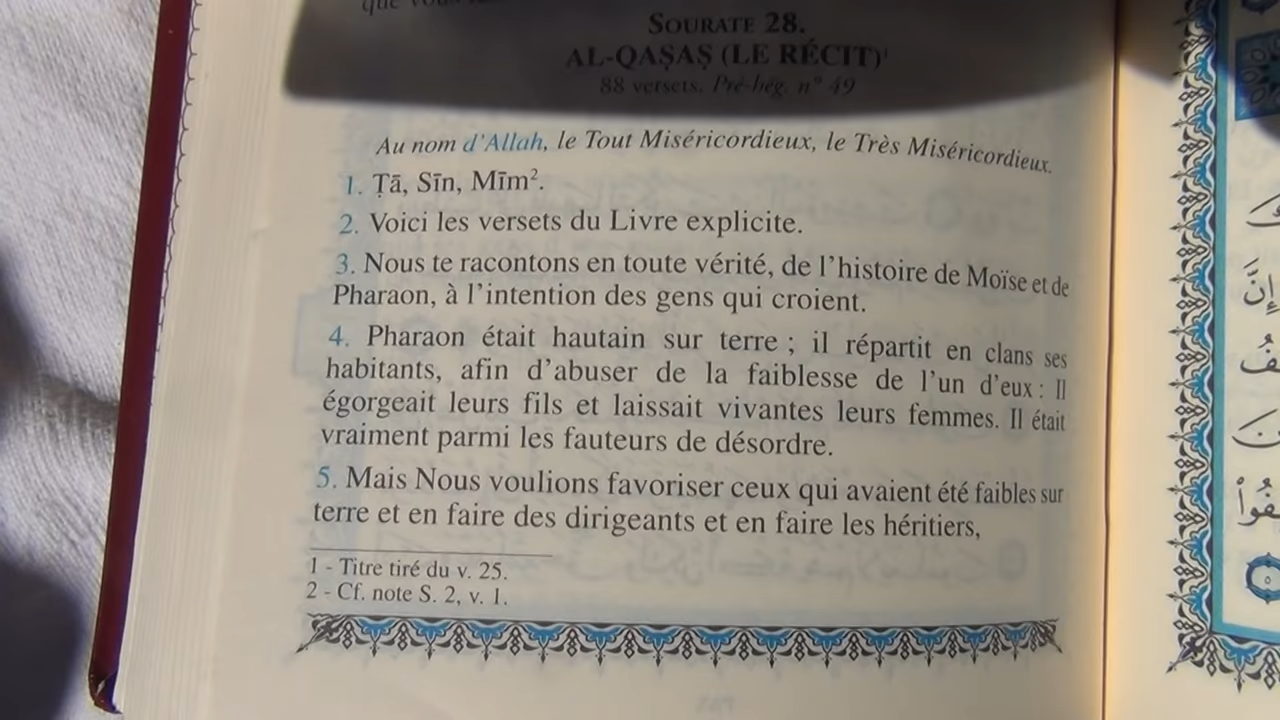 que vous
SOURATE 28.
AL-QAṢAṢ (LE RÉCIT)¹
88 versets. Pré-hég. n° 49
Au nom d'Allah, le Tout Miséricordieux, le Très Miséricordieux.
1. Ṭā, Sīn, Mīm².
2. Voici les versets du Livre explicite.
3. Nous te racontons en toute vérité, de l'histoire de Moïse et de
Pharaon, à l'intention des gens qui croient.
4. Pharaon était hautain sur terre ; il répartit en clans ses
habitants, afin d'abuser de la faiblesse de l'un d'eux : Il
égorgeait leurs fils et laissait vivantes leurs femmes. Il était
vraiment parmi les fauteurs de désordre.
5. Mais Nous voulions favoriser ceux qui avaient été faibles sur
terre et en faire des dirigeants et en faire les héritiers,
1 - Titre tiré du v. 25.
2 - Cf. note S. 2, v. 1.
إِنَّ